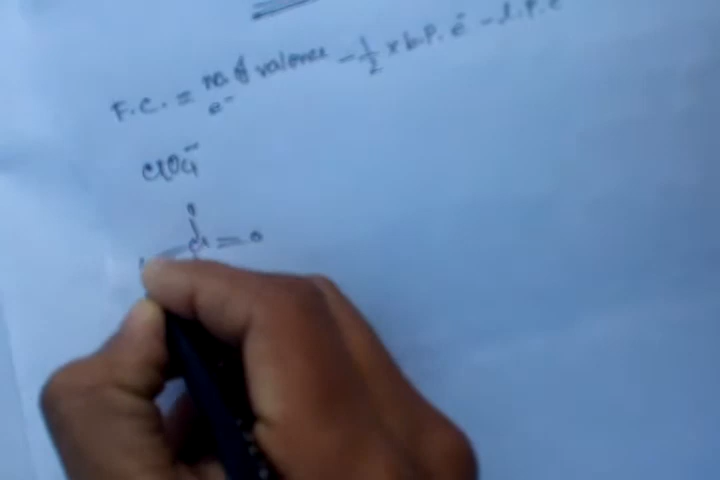 F.C. = no. of valence e⁻ - 1/2 × b.p. e⁻ - l.p. e
ClO4⁻
O
Cl = O